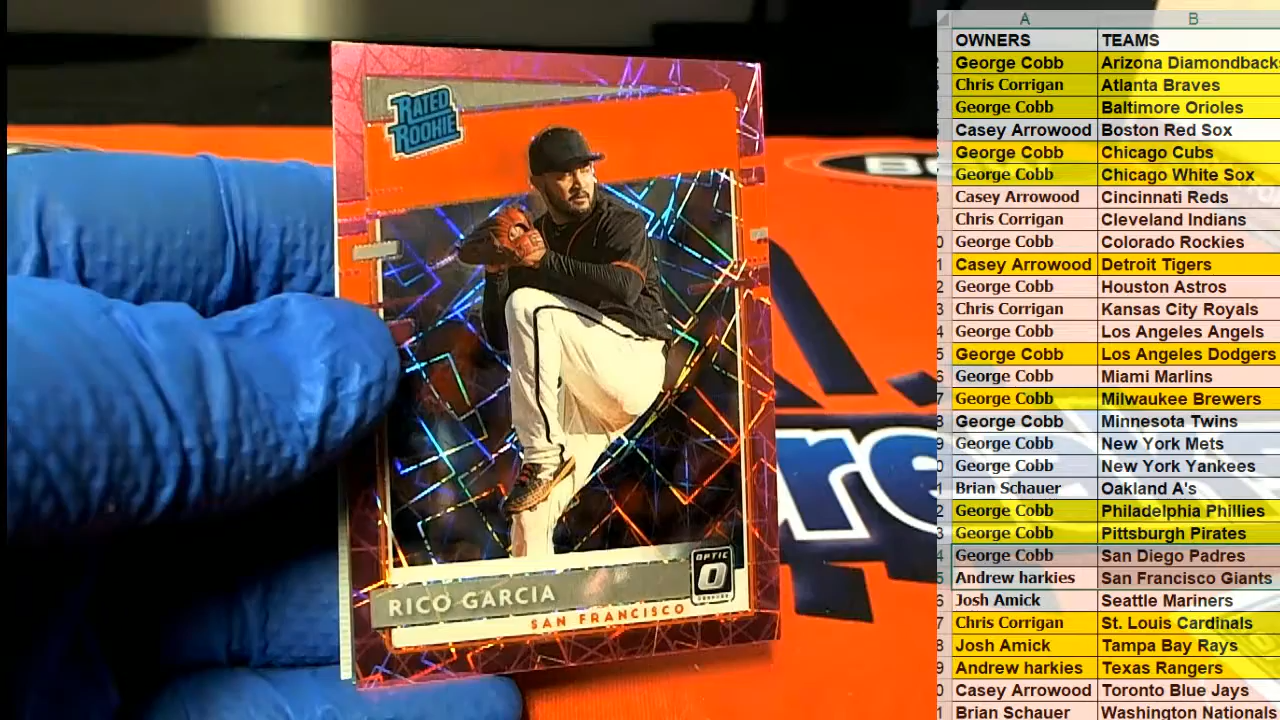 RATED
ROOKIE
OPTIC
RICO GARCIA
SAN FRANCISCO
A B
OWNERS TEAMS
George Cobb Arizona Diamondbacks
Chris Corrigan Atlanta Braves
George Cobb Baltimore Orioles
Casey Arrowood Boston Red Sox
George Cobb Chicago Cubs
George Cobb Chicago White Sox
Casey Arrowood Cincinnati Reds
Chris Corrigan Cleveland Indians
George Cobb Colorado Rockies
Casey Arrowood Detroit Tigers
George Cobb Houston Astros
Chris Corrigan Kansas City Royals
George Cobb Los Angeles Angels
George Cobb Los Angeles Dodgers
George Cobb Miami Marlins
George Cobb Milwaukee Brewers
George Cobb Minnesota Twins
George Cobb New York Mets
George Cobb New York Yankees
Brian Schauer Oakland A's
George Cobb Philadelphia Phillies
George Cobb Pittsburgh Pirates
George Cobb San Diego Padres
Andrew harkies San Francisco Giants
Josh Amick Seattle Mariners
Chris Corrigan St. Louis Cardinals
Josh Amick Tampa Bay Rays
Andrew harkies Texas Rangers
Casey Arrowood Toronto Blue Jays
Brian Schauer Washington Nationals